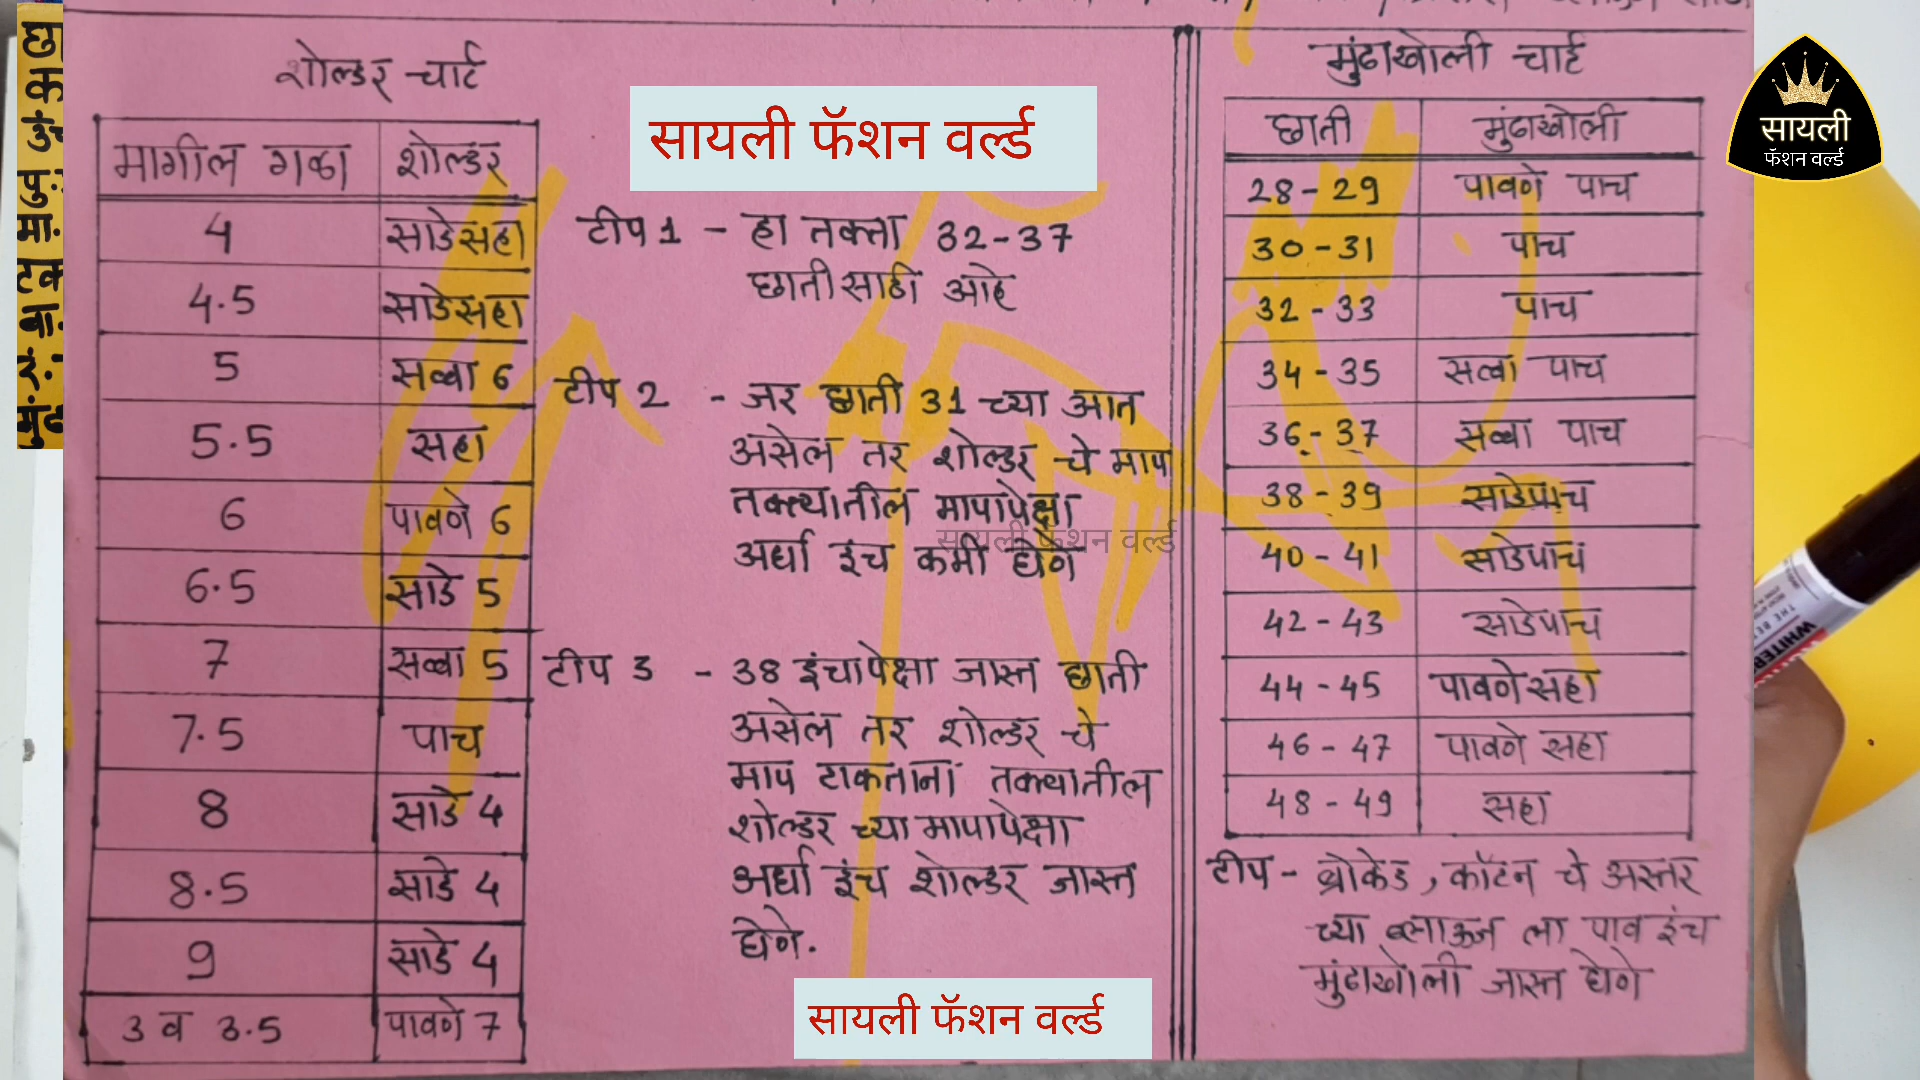 शोल्डर चार्ट
मागील गळा शोल्डर
4 साडेसहा
4.5 साडेसहा
5 सव्वा 6
5.5 सहा
6 पावणे 6
6.5 साडे 5
7 सव्वा 5
7.5 पाच
8 साडे 4
8.5 साडे 4
9 साडे 4
3 व 3.5 पावणे 7
सायली फॅशन वर्ल्ड
टीप 1 - हा तक्ता 32-37
छातीसाठी आहे
टीप 2 - जर छाती 31 च्या आत
असेल तर शोल्डर चे माप
तक्त्यातील मापापेक्षा
अर्धा इंच कमी घेणे
सायली फॅशन वर्ल्ड
टीप 3 - 38 इंचापेक्षा जास्त छाती
असेल तर शोल्डर चे
माप टाकताना तक्त्यातील
शोल्डर च्या मापापेक्षा
अर्धा इंच शोल्डर जास्त
घेणे.
सायली फॅशन वर्ल्ड
मुंढाखोली चार्ट
छाती मुंढाखोली
28-29 पावणे पाच
30-31 पाच
32-33 पाच
34-35 सव्वा पाच
36-37 सव्वा पाच
38-39 साडेपाच
40-41 साडेपाच
42-43 साडेपाच
44-45 पावणेसहा
46-47 पावणे सहा
48-49 सहा
टीप - ब्रोकेड, कॉटन चे अस्तर
च्या ब्लाऊज ला पाव इंच
मुंढाखोली जास्त घेणे
सायली
फॅशन वर्ल्ड